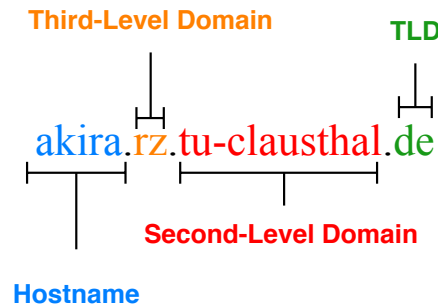 Third-Level Domain
TLD
akira.rz.tu-clausthal.de
Second-Level Domain
Hostname